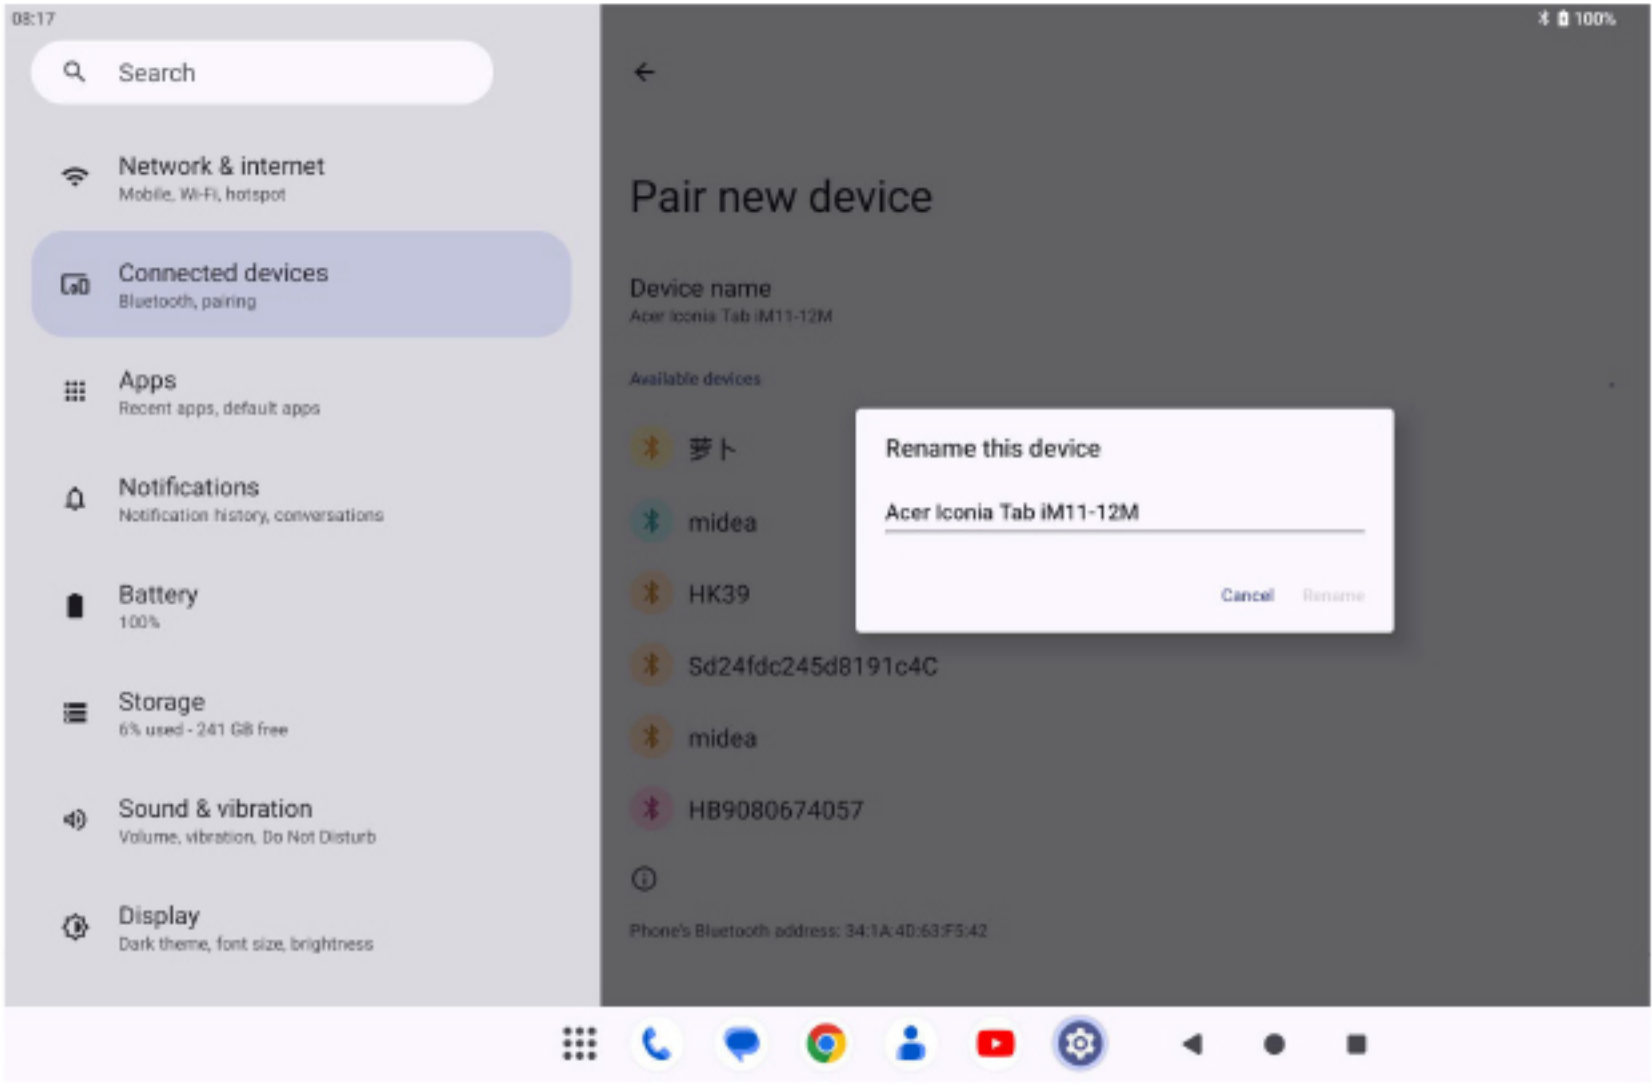 08:17
100%
Search
Network & internet
Mobile, Wi-Fi, hotspot
Connected devices
Bluetooth, pairing
Apps
Recent apps, default apps
Notifications
Notification history, conversations
Battery
100%
Storage
6% used - 241 GB free
Sound & vibration
Volume, vibration, Do Not Disturb
Display
Dark theme, font size, brightness
Pair new device
Device name
Acer Iconia Tab iM11-12M
Available devices
萝卜
midea
HK39
Sd24fdc245d8191c4C
midea
HB9080674057
Phone's Bluetooth address: 34:1A:4D:63:F5:42
Rename this device
Acer Iconia Tab iM11-12M
Cancel
Rename